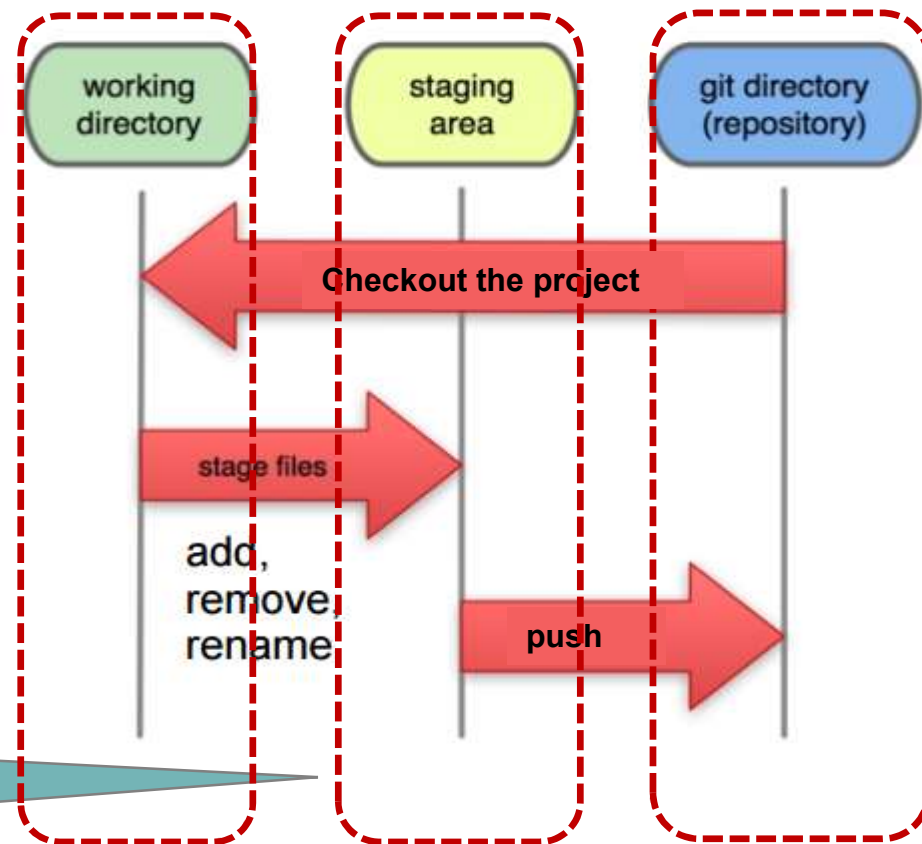 working
directory
staging
area
git directory
(repository)
Checkout the project
stage files
add,
remove,
rename
push